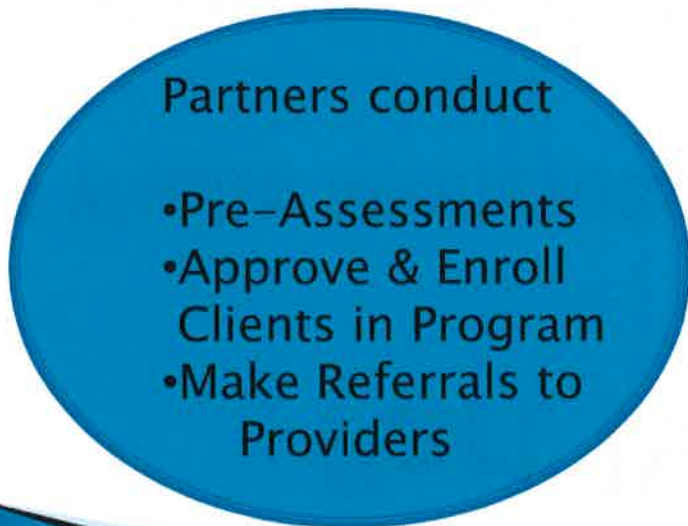 Partners conduct
•Pre-Assessments
•Approve & Enroll
Clients in Program
•Make Referrals to
Providers